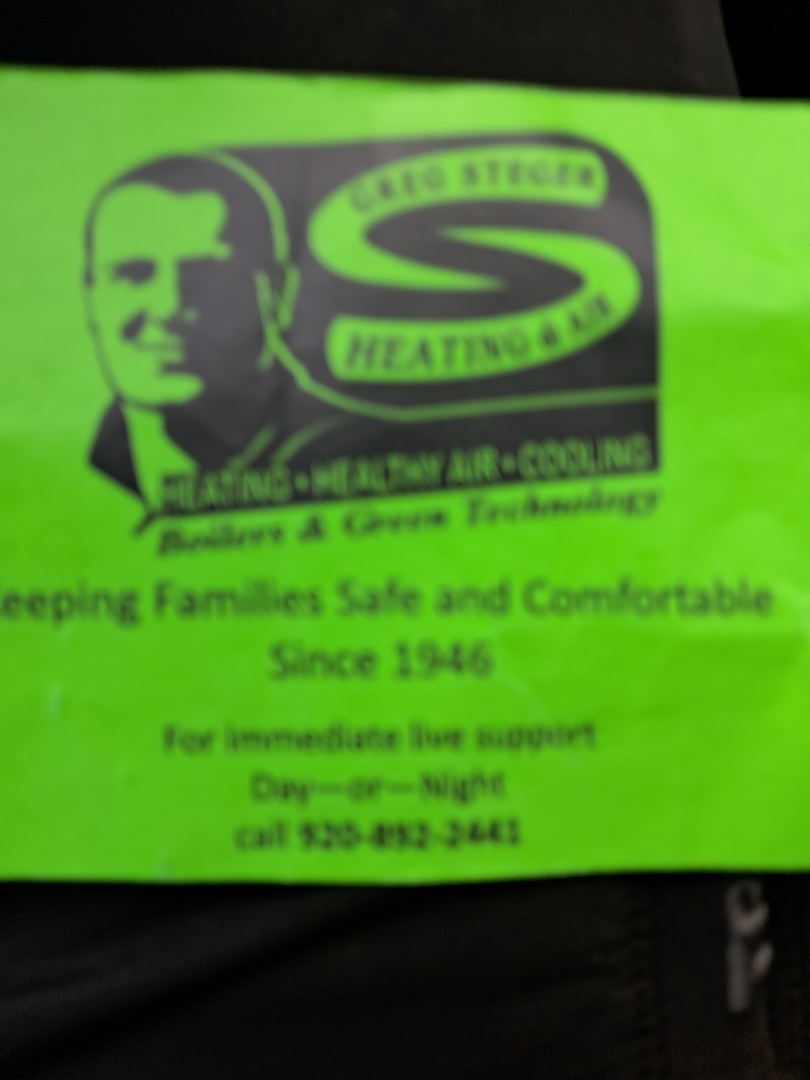 GREG STEGER
HEATING & AIR
HEATING • HEALTHY AIR • COOLING
Boilers & Green Technology
Keeping Families Safe and Comfortable
Since 1946
For immediate live support
Day—or—Night
call 920-892-2441